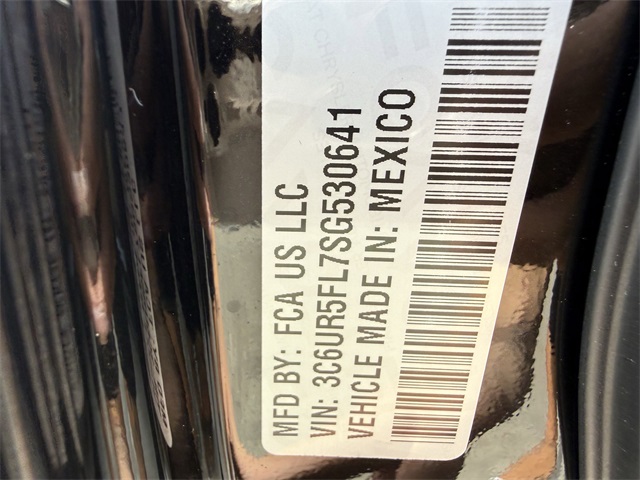 MFD BY: FCA US LLC
VIN: 3C6UR5FL7SG530641
VEHICLE MADE IN: MEXICO